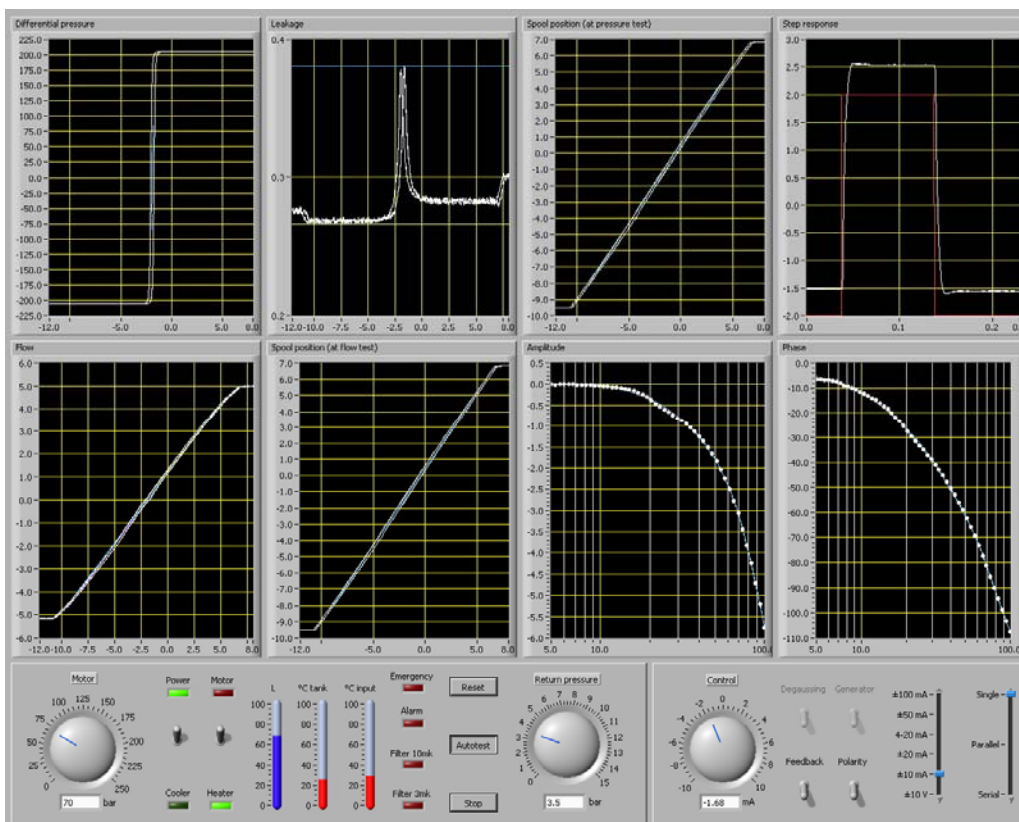 Differential pressure
225.0
200.0
175.0
150.0
125.0
100.0
75.0
50.0
25.0
0.0
-25.0
-50.0
-75.0
-100.0
-125.0
-150.0
-175.0
-200.0
-225.0
-12.0 -5.0 0.0 8.0
Leakage
0.4
0.3
0.2
-12.0 -10.0 -7.5 -5.0 -2.5 0.0 2.5 5.0 8.0
Spool position (at pressure test)
7.0
6.0
5.0
4.0
3.0
2.0
1.0
0.0
-1.0
-2.0
-3.0
-4.0
-5.0
-6.0
-7.0
-8.0
-9.0
-10.0
-12.0 -5.0 0.0 8.0
Step response
3.0
2.5
2.0
1.5
1.0
0.5
0.0
-0.5
-1.0
-1.5
-2.0
0.0 0.1 0.2
Flow
6.0
5.0
4.0
3.0
2.0
1.0
0.0
-1.0
-2.0
-3.0
-4.0
-5.0
-6.0
-12.0 -10.0 -7.5 -5.0 -2.5 0.0 2.5 5.0 8.0
Spool position (at flow test)
7.0
6.0
5.0
4.0
3.0
2.0
1.0
0.0
-1.0
-2.0
-3.0
-4.0
-5.0
-6.0
-7.0
-8.0
-9.0
-10.0
-12.0 -5.0 0.0 8.0
Amplitude
0.5
0.0
-0.5
-1.0
-1.5
-2.0
-2.5
-3.0
-3.5
-4.0
-4.5
-5.0
-5.5
-6.0
5.0 10.0 100.0
Phase
-10.0
-20.0
-30.0
-40.0
-50.0
-60.0
-70.0
-80.0
-90.0
-100.0
-110.0
5.0 10.0 100.0
Motor
0 25 50 75 100 125 150 175 200 225 250
70 bar
Power Motor
Cooler Heater
L °C tank °C input
100 100 100
80 80 80
60 60 60
40 40 40
20 20 20
0 0 0
Emergency
Alarm
Filter 10mk
Filter 3mk
Reset
Autotest
Stop
Return pressure
0 1 2 3 4 5 6 7 8 9 10 11 12 13 14 15
3.5 bar
Control
-10 -8 -6 -4 -2 0 2 4 6 8 10
-1.68 mA
Degaussing Generator
Feedback Polarity
±100 mA
±50 mA
4-20 mA
±20 mA
±10 mA
±10 V
Single
Parallel
Serial